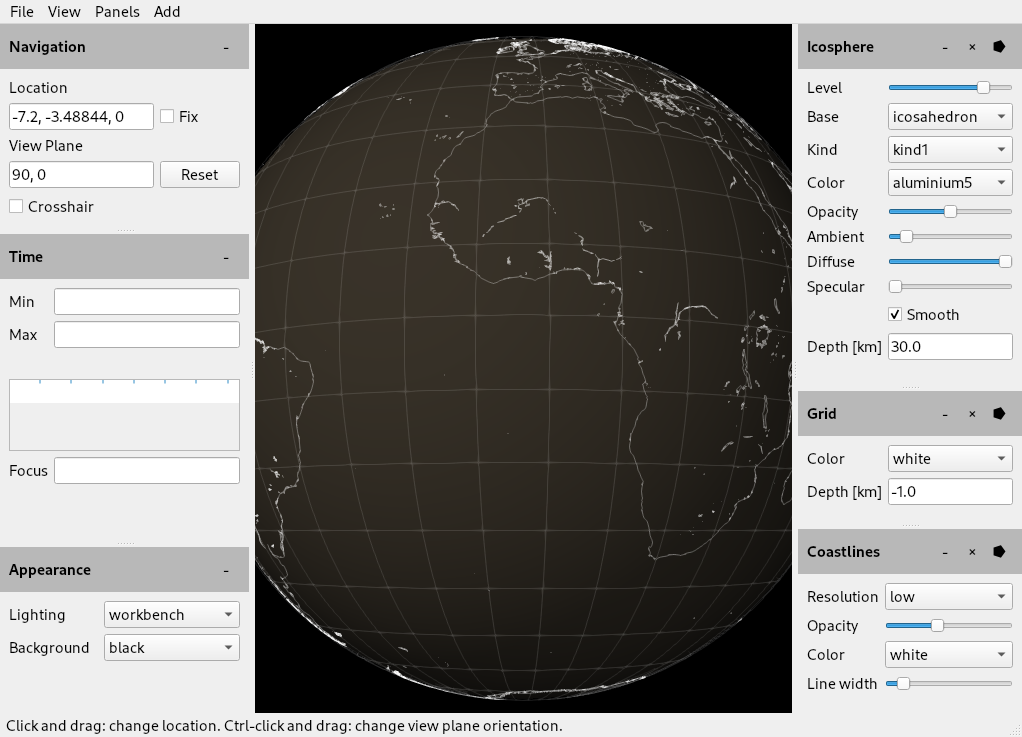 File View Panels Add
Navigation -
Location
-7.2, -3.48844, 0 Fix
View Plane
90, 0 Reset
Crosshair
Time -
Min
Max
Focus
Appearance -
Lighting workbench
Background black
Icosphere - ×
Level
Base icosahedron
Kind kind1
Color aluminium5
Opacity
Ambient
Diffuse
Specular
Smooth
Depth [km] 30.0
Grid - ×
Color white
Depth [km] -1.0
Coastlines - ×
Resolution low
Opacity
Color white
Line width
Click and drag: change location. Ctrl-click and drag: change view plane orientation.